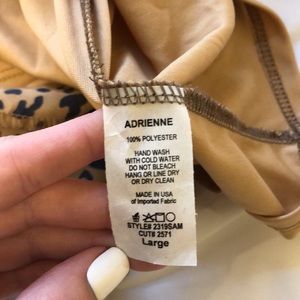 ADRIENNE
100% POLYESTER
HAND WASH
WITH COLD WATER
DO NOT BLEACH
HANG OR LINE DRY
OR DRY CLEAN
MADE IN USA
of Imported Fabric
STYLE# 2319SAM
CUT# 2571
Large